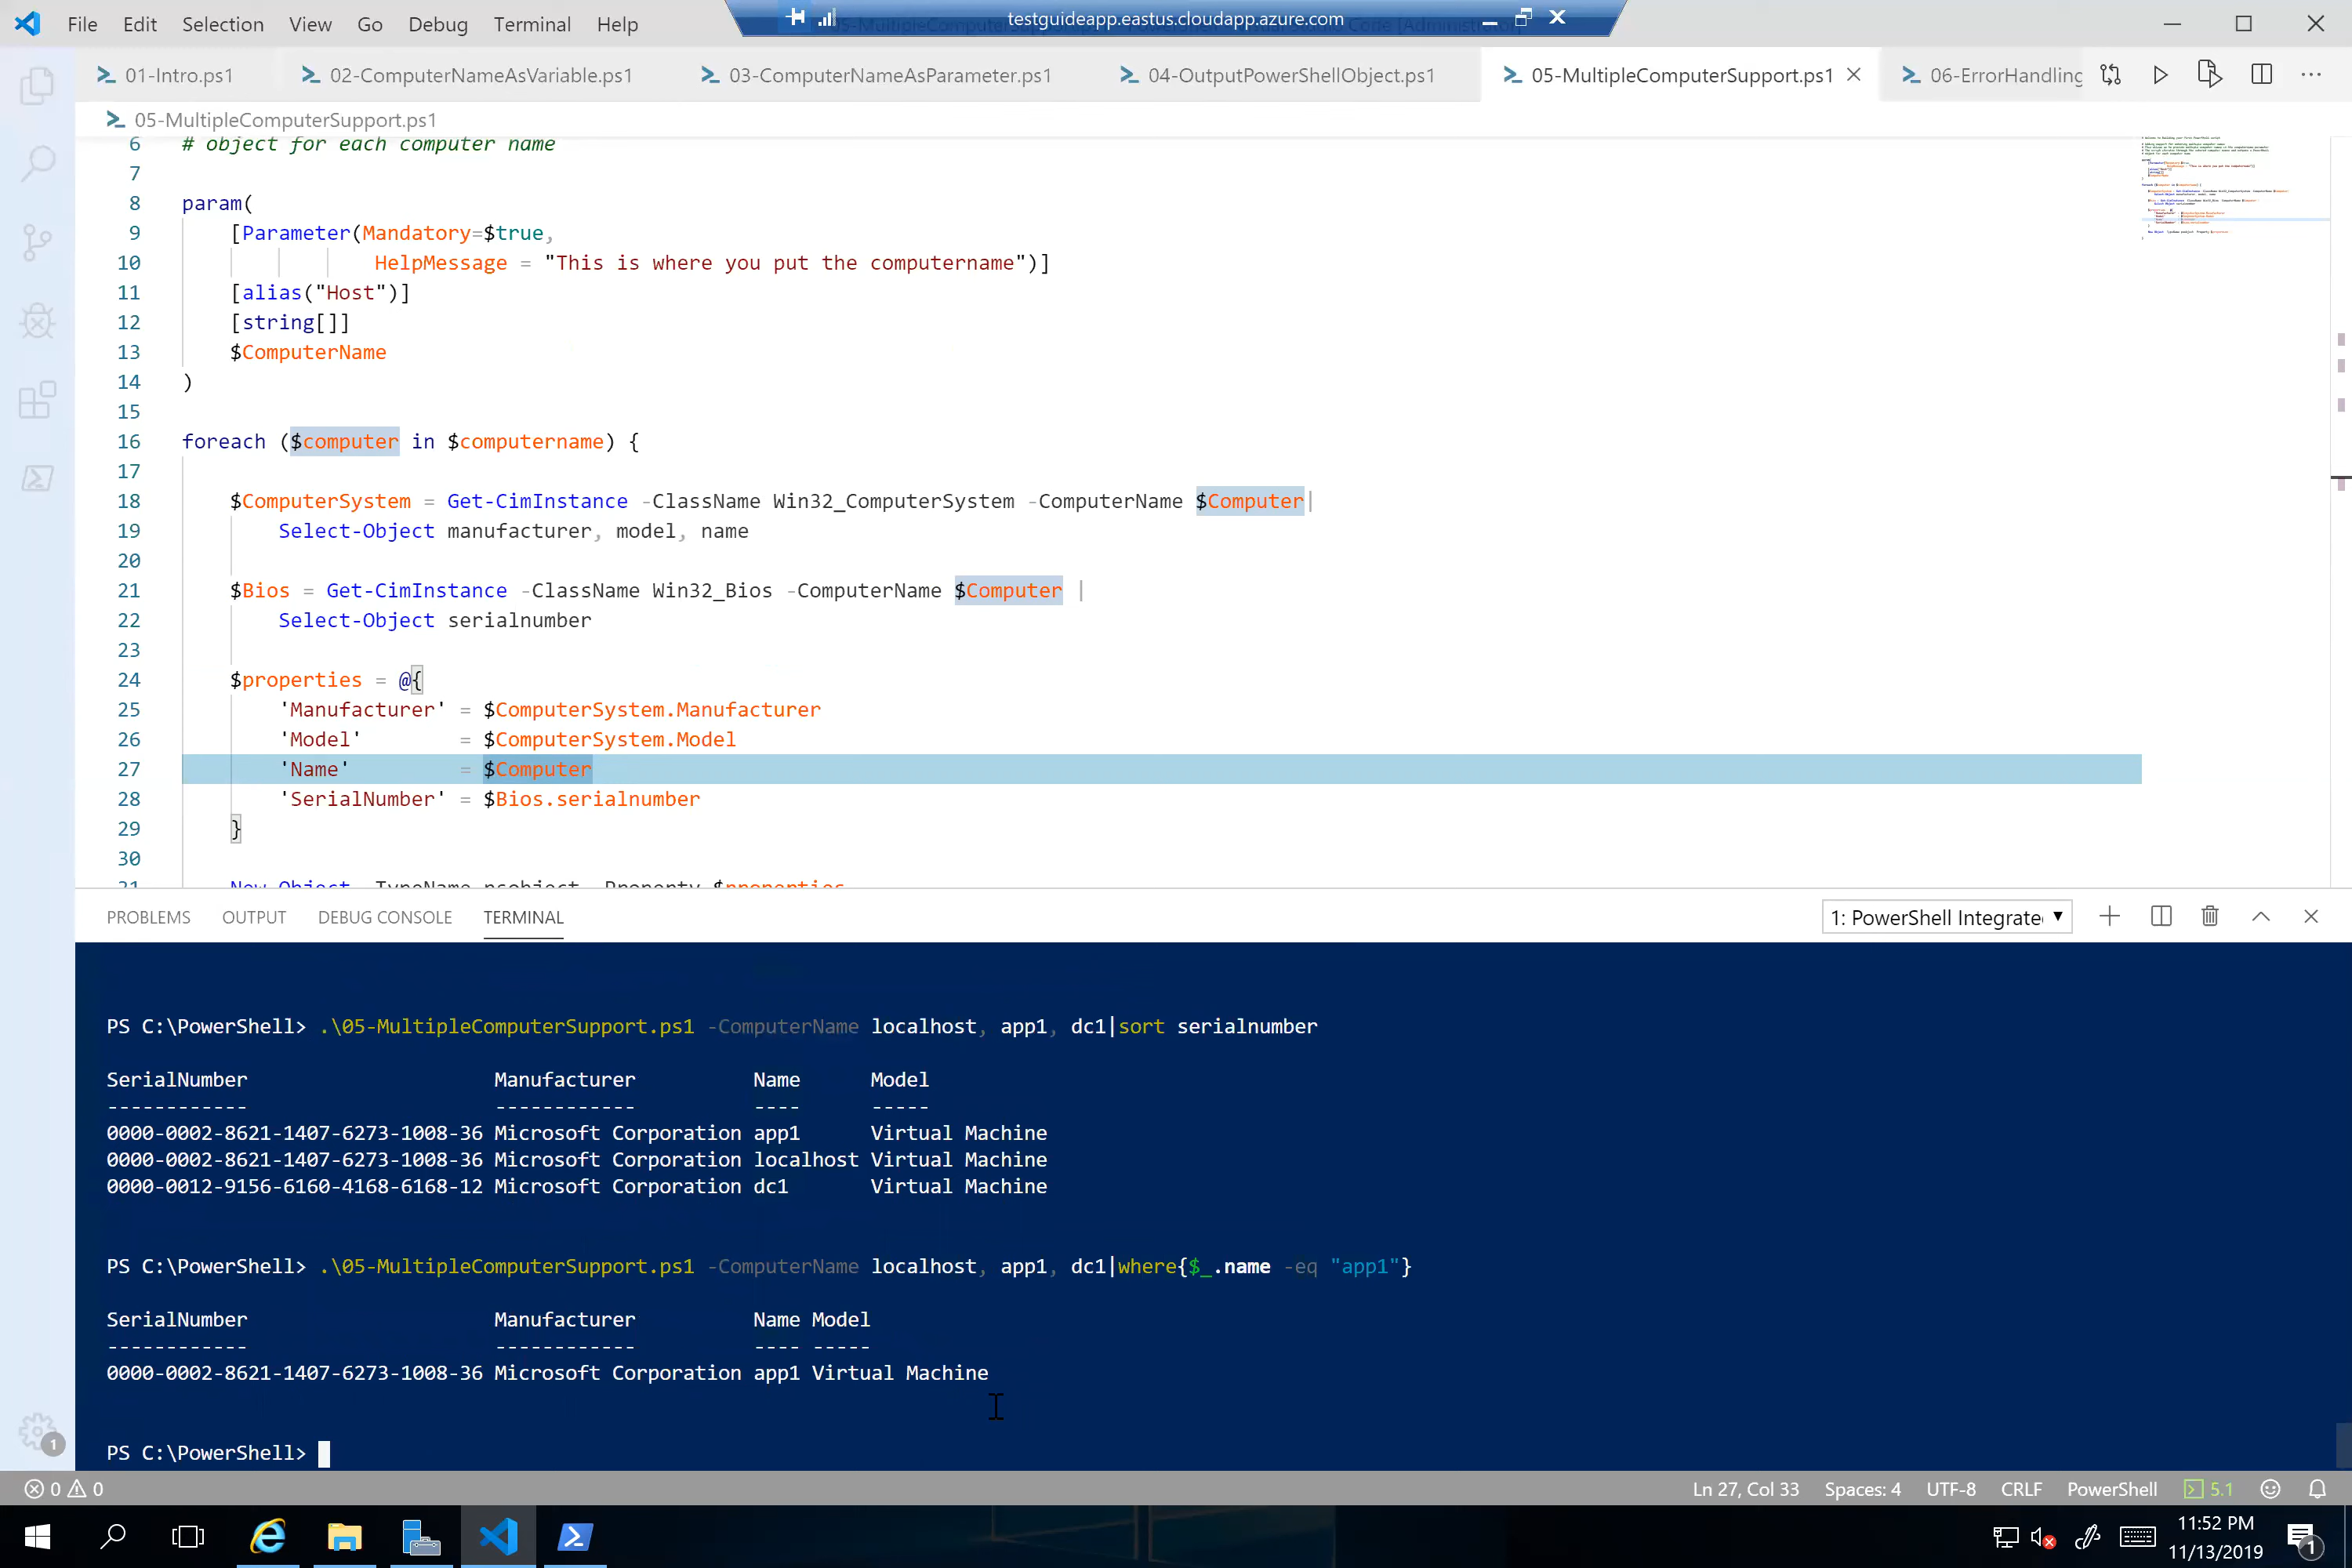 File Edit Selection View Go Debug Terminal Help
testguideapp.eastus.cloudapp.azure.com
01-Intro.ps1 02-ComputerNameAsVariable.ps1 03-ComputerNameAsParameter.ps1 04-OutputPowerShellObject.ps1 05-MultipleComputerSupport.ps1 06-ErrorHandling
05-MultipleComputerSupport.ps1
6 # object for each computer name
7
8 param(
9 [Parameter(Mandatory=$true,
10 HelpMessage = "This is where you put the computername")]
11 [alias("Host")]
12 [string[]]
13 $ComputerName
14 )
15
16 foreach ($computer in $computername) {
17
18 $ComputerSystem = Get-CimInstance -ClassName Win32_ComputerSystem -ComputerName $Computer|
19 Select-Object manufacturer, model, name
20
21 $Bios = Get-CimInstance -ClassName Win32_Bios -ComputerName $Computer |
22 Select-Object serialnumber
23
24 $properties = @{
25 'Manufacturer' = $ComputerSystem.Manufacturer
26 'Model' = $ComputerSystem.Model
27 'Name' = $Computer
28 'SerialNumber' = $Bios.serialnumber
29 }
30
31 New-Object -TypeName psobject -Property $properties
PROBLEMS OUTPUT DEBUG CONSOLE TERMINAL 1: PowerShell Integrate
PS C:\PowerShell> .\05-MultipleComputerSupport.ps1 -ComputerName localhost, app1, dc1|sort serialnumber
SerialNumber Manufacturer Name Model
------------ ------------ ---- -----
0000-0002-8621-1407-6273-1008-36 Microsoft Corporation app1 Virtual Machine
0000-0002-8621-1407-6273-1008-36 Microsoft Corporation localhost Virtual Machine
0000-0012-9156-6160-4168-6168-12 Microsoft Corporation dc1 Virtual Machine
PS C:\PowerShell> .\05-MultipleComputerSupport.ps1 -ComputerName localhost, app1, dc1|where{$_.name -eq "app1"}
SerialNumber Manufacturer Name Model
------------ ------------ ---- -----
0000-0002-8621-1407-6273-1008-36 Microsoft Corporation app1 Virtual Machine
PS C:\PowerShell>
1
0 0 Ln 27, Col 33 Spaces: 4 UTF-8 CRLF PowerShell 5.1
11:52 PM
11/13/2019
1